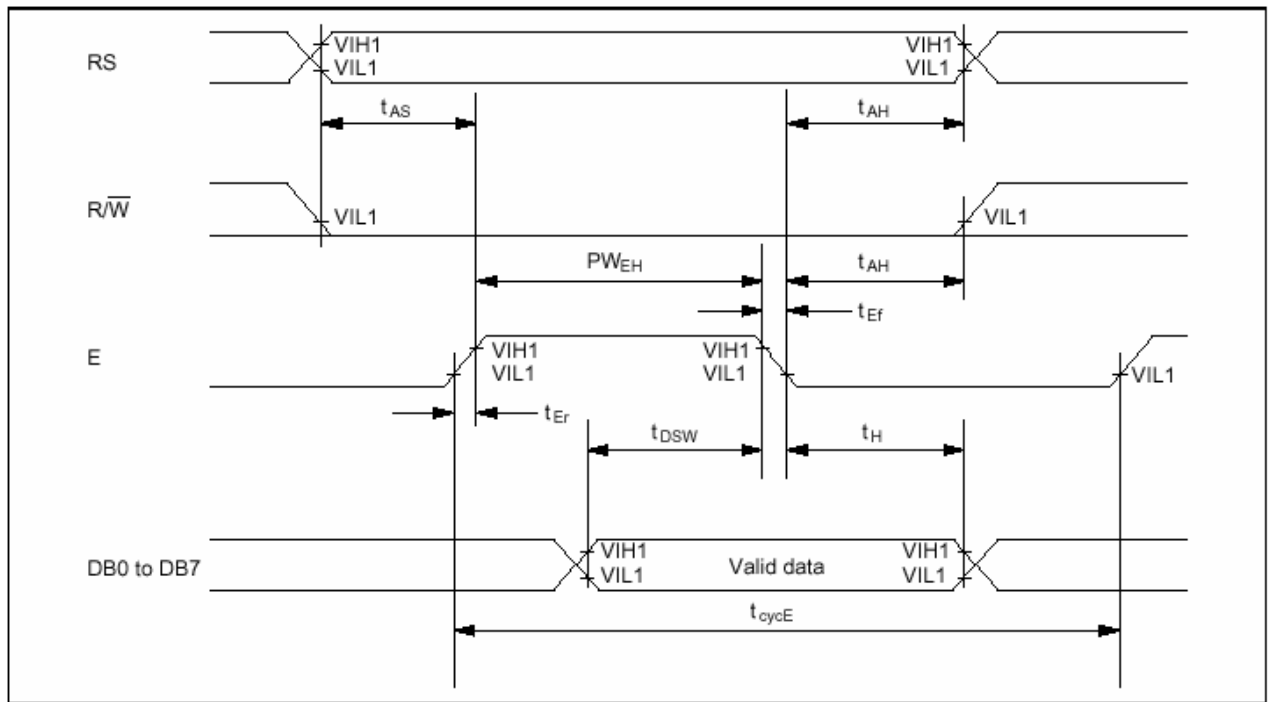 RS
VIH1
VIL1
VIH1
VIL1
tAS
tAH
R/W̅
VIL1
VIL1
PWEH
tAH
tEf
E
VIH1
VIL1
VIH1
VIL1
VIL1
tEr
tDSW
tH
DB0 to DB7
VIH1
VIL1
Valid data
VIH1
VIL1
tcycE